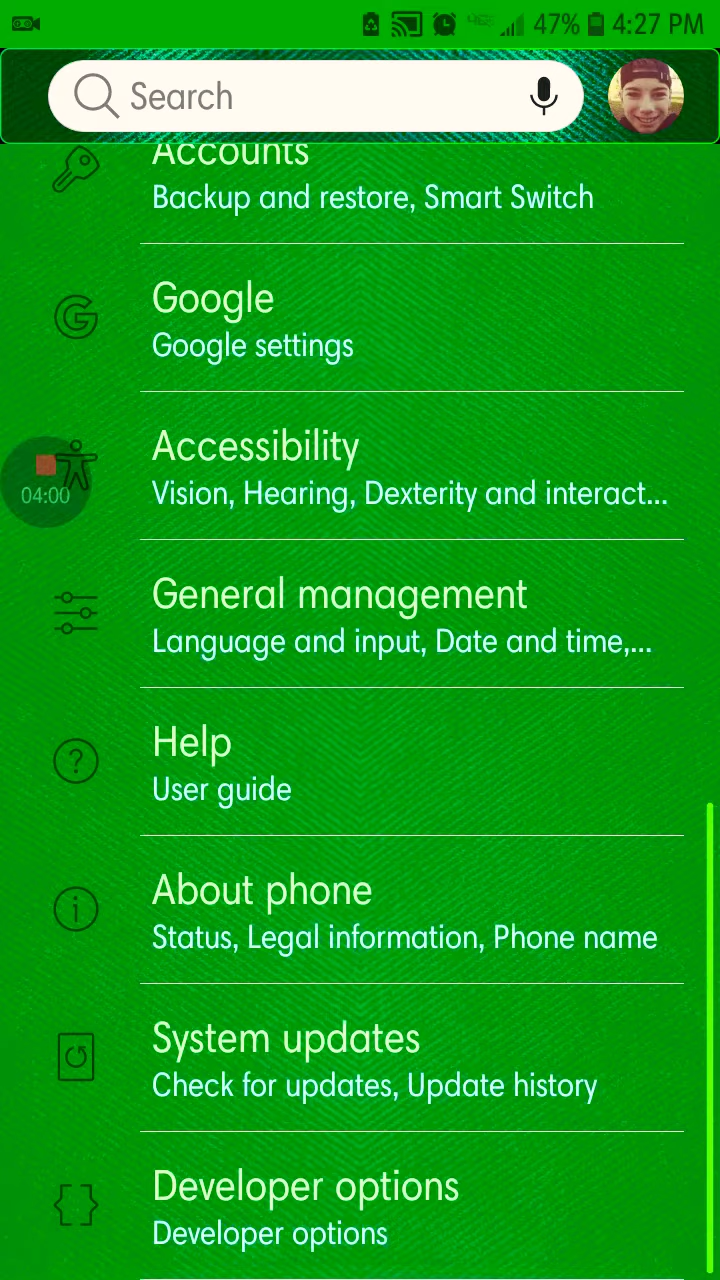 47% 4:27 PM
Search
Accounts
Backup and restore, Smart Switch
Google
Google settings
Accessibility
Vision, Hearing, Dexterity and interact...
04:00
General management
Language and input, Date and time,...
Help
User guide
About phone
Status, Legal information, Phone name
System updates
Check for updates, Update history
Developer options
Developer options